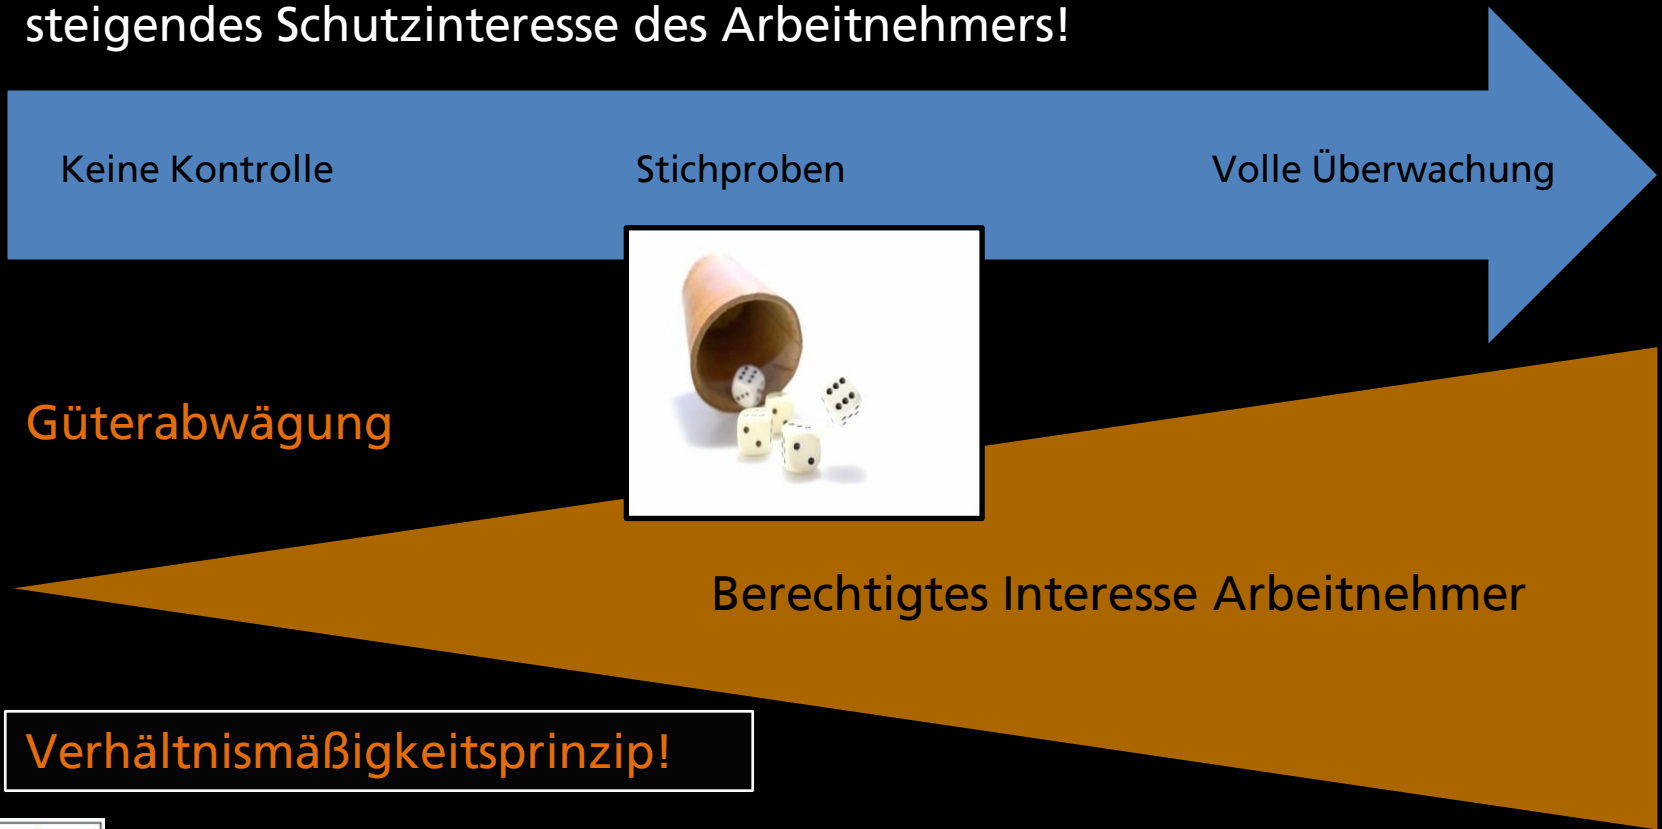 steigendes Schutzinteresse des Arbeitnehmers!
Keine Kontrolle Stichproben Volle Überwachung
Güterabwägung
Berechtigtes Interesse Arbeitnehmer
Verhältnismäßigkeitsprinzip!